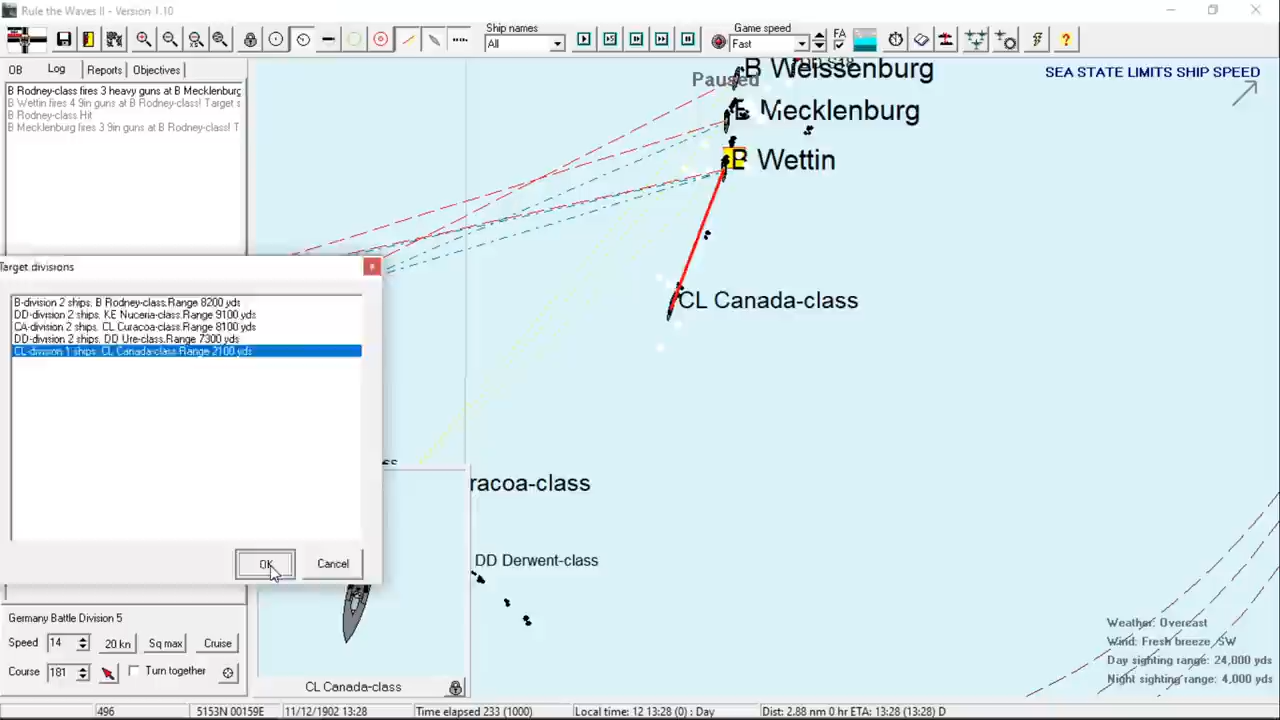 Rule the Waves II - Version 1.10
Ship names
All
Game speed
Fast
FA
OB
Log
Reports
Objectives
B Rodney-class fires 3 heavy guns at B Mecklenburg
B Wettin fires 4 9in guns at B Rodney-class! Target s
B Rodney-class Hit
B Mecklenburg fires 3 9in guns at B Rodney-class! T
Paused
B Weissenburg
B Mecklenburg
B Wettin
CL Canada-class
SEA STATE LIMITS SHIP SPEED
Target divisions
B-division 2 ships. B Rodney-class.Range 8200 yds
DD-division 2 ships. KE Nuceria-class.Range 9100 yds
CA-division 2 ships. CL Curacoa-class.Range 8100 yds
DD-division 2 ships. DD Ure-class.Range 7300 yds
CL-division 1 ships. CL Canada-class.Range 2100 yds
OK
Cancel
racoa-class
DD Derwent-class
Germany Battle Division 5
Speed 14 20 kn Sq max Cruise
Course 181 Turn together
CL Canada-class
Weather: Overcast
Wind: Fresh breeze, SW
Day sighting range: 24,000 yds
Night sighting range: 4,000 yds
496
5153N 00159E
11/12/1902 13:28
Time elapsed 233 (1000)
Local time: 12 13:28 (0) : Day
Dist: 2.88 nm 0 hr ETA: 13:28 (13:28) D